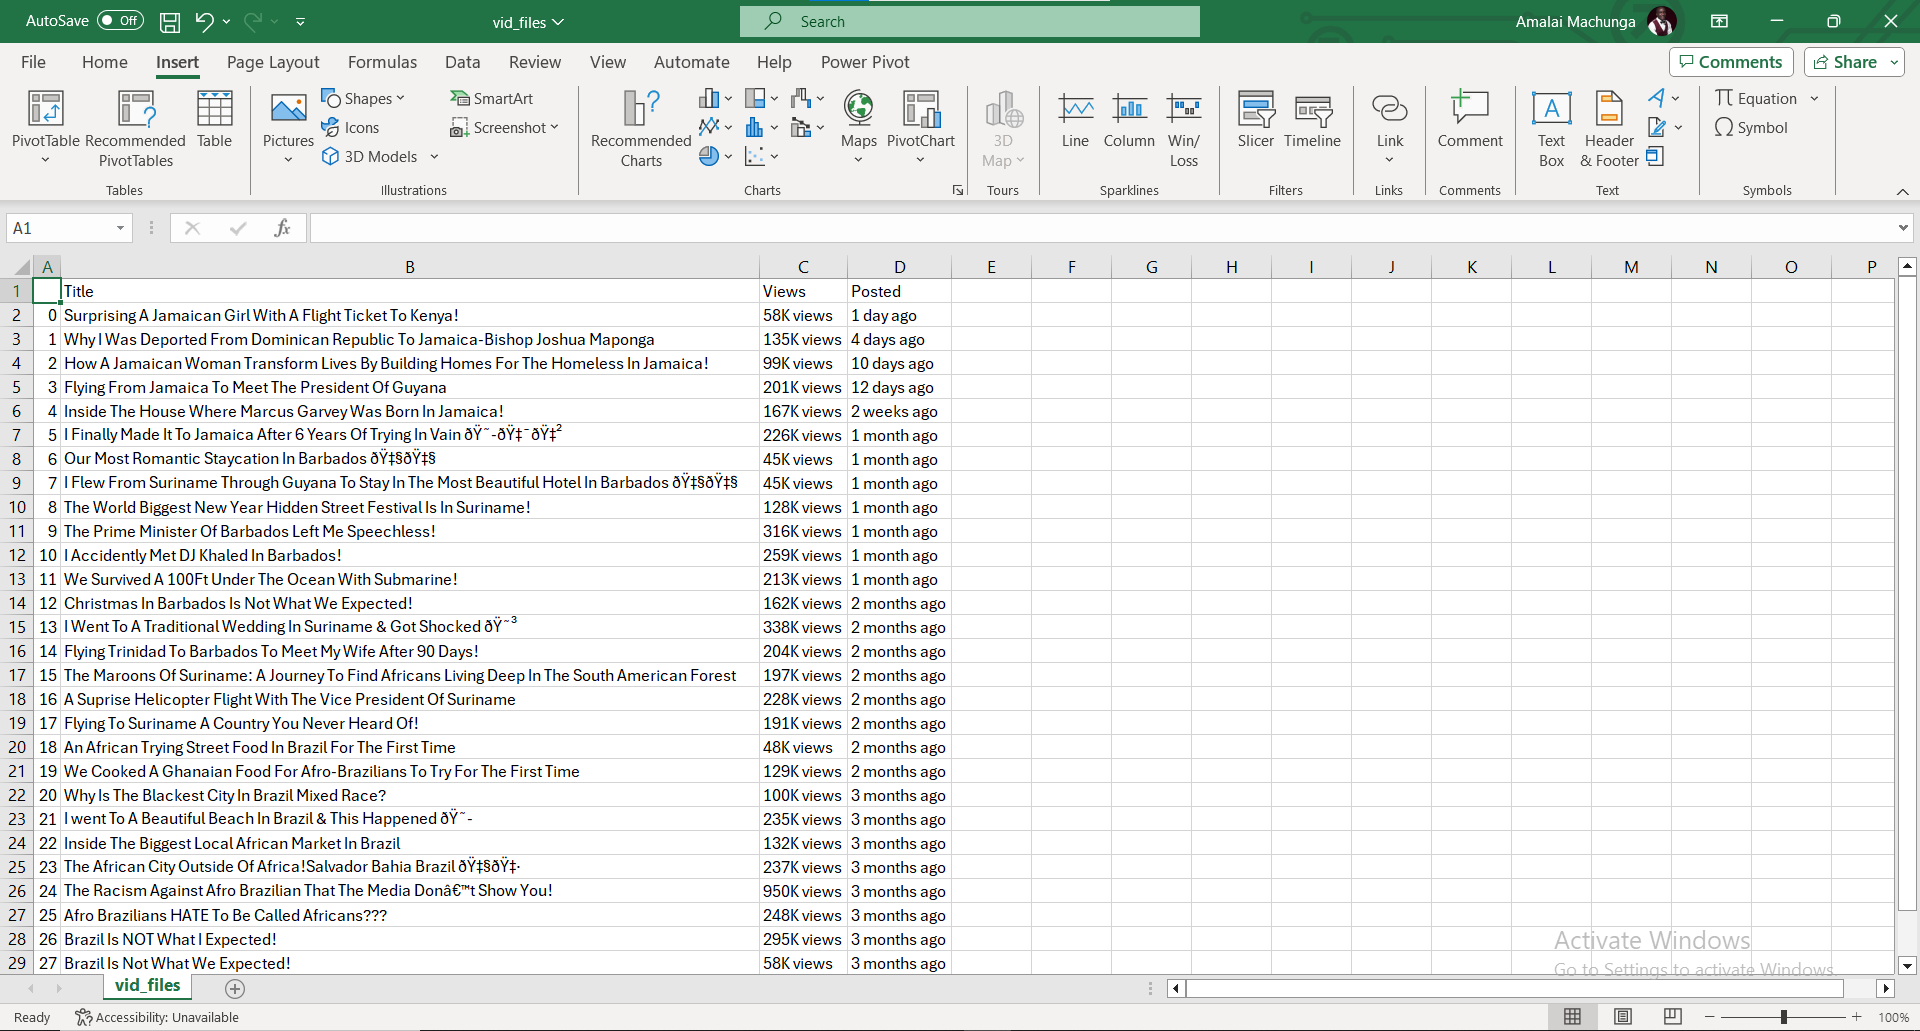 AutoSave Off vid_files Search Amalai Machunga
File Home Insert Page Layout Formulas Data Review View Automate Help Power Pivot Comments Share
PivotTable Recommended PivotTables Table
Tables
Pictures Shapes Icons 3D Models SmartArt Screenshot
Illustrations
Recommended Charts Maps PivotChart
Charts
3D Map
Tours
Line Column Win/Loss
Sparklines
Slicer Timeline
Filters
Link
Links
Comment
Comments
Text Box Header & Footer
Text
Equation Symbol
Symbols
A1 fx
A B C D E F G H I J K L M N O P
1 Title Views Posted
2 0 Surprising A Jamaican Girl With A Flight Ticket To Kenya! 58K views 1 day ago
3 1 Why I Was Deported From Dominican Republic To Jamaica-Bishop Joshua Maponga 135K views 4 days ago
4 2 How A Jamaican Woman Transform Lives By Building Homes For The Homeless In Jamaica! 99K views 10 days ago
5 3 Flying From Jamaica To Meet The President Of Guyana 201K views 12 days ago
6 4 Inside The House Where Marcus Garvey Was Born In Jamaica! 167K views 2 weeks ago
7 5 I Finally Made It To Jamaica After 6 Years Of Trying In Vain ðŸ˜-ðŸ‡¯ðŸ‡² 226K views 1 month ago
8 6 Our Most Romantic Staycation In Barbados ðŸ‡§ðŸ‡§ 45K views 1 month ago
9 7 I Flew From Suriname Through Guyana To Stay In The Most Beautiful Hotel In Barbados ðŸ‡§ðŸ‡§ 45K views 1 month ago
10 8 The World Biggest New Year Hidden Street Festival Is In Suriname! 128K views 1 month ago
11 9 The Prime Minister Of Barbados Left Me Speechless! 316K views 1 month ago
12 10 I Accidently Met DJ Khaled In Barbados! 259K views 1 month ago
13 11 We Survived A 100Ft Under The Ocean With Submarine! 213K views 1 month ago
14 12 Christmas In Barbados Is Not What We Expected! 162K views 2 months ago
15 13 I Went To A Traditional Wedding In Suriname & Got Shocked ðŸ˜³ 338K views 2 months ago
16 14 Flying Trinidad To Barbados To Meet My Wife After 90 Days! 204K views 2 months ago
17 15 The Maroons Of Suriname: A Journey To Find Africans Living Deep In The South American Forest 197K views 2 months ago
18 16 A Suprise Helicopter Flight With The Vice President Of Suriname 228K views 2 months ago
19 17 Flying To Suriname A Country You Never Heard Of! 191K views 2 months ago
20 18 An African Trying Street Food In Brazil For The First Time 48K views 2 months ago
21 19 We Cooked A Ghanaian Food For Afro-Brazilians To Try For The First Time 129K views 2 months ago
22 20 Why Is The Blackest City In Brazil Mixed Race? 100K views 3 months ago
23 21 I went To A Beautiful Beach In Brazil & This Happened ðŸ˜- 235K views 3 months ago
24 22 Inside The Biggest Local African Market In Brazil 132K views 3 months ago
25 23 The African City Outside Of Africa!Salvador Bahia Brazil ðŸ‡§ðŸ‡· 237K views 3 months ago
26 24 The Racism Against Afro Brazilian That The Media Donâ€™t Show You! 950K views 3 months ago
27 25 Afro Brazilians HATE To Be Called Africans??? 248K views 3 months ago
28 26 Brazil Is NOT What I Expected! 295K views 3 months ago
29 27 Brazil Is Not What We Expected! 58K views 3 months ago
Activate Windows
Go to Settings to activate Windows.
vid_files
Ready Accessibility: Unavailable 100%